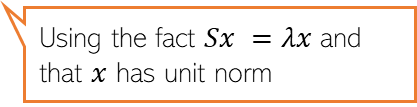 Using the fact 𝑆𝑥 = 𝜆𝑥 and
that 𝑥 has unit norm